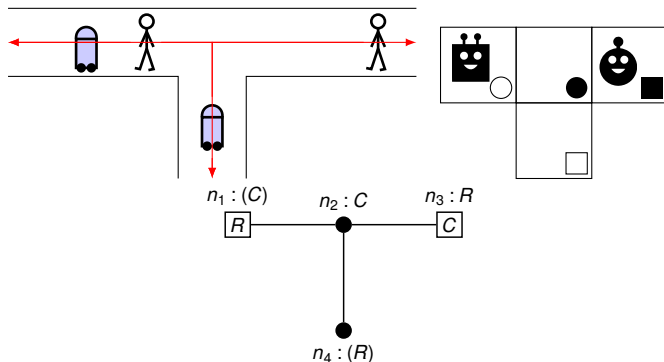 n₁ : (C)
n₂ : C
n₃ : R
R
C
n₄ : (R)